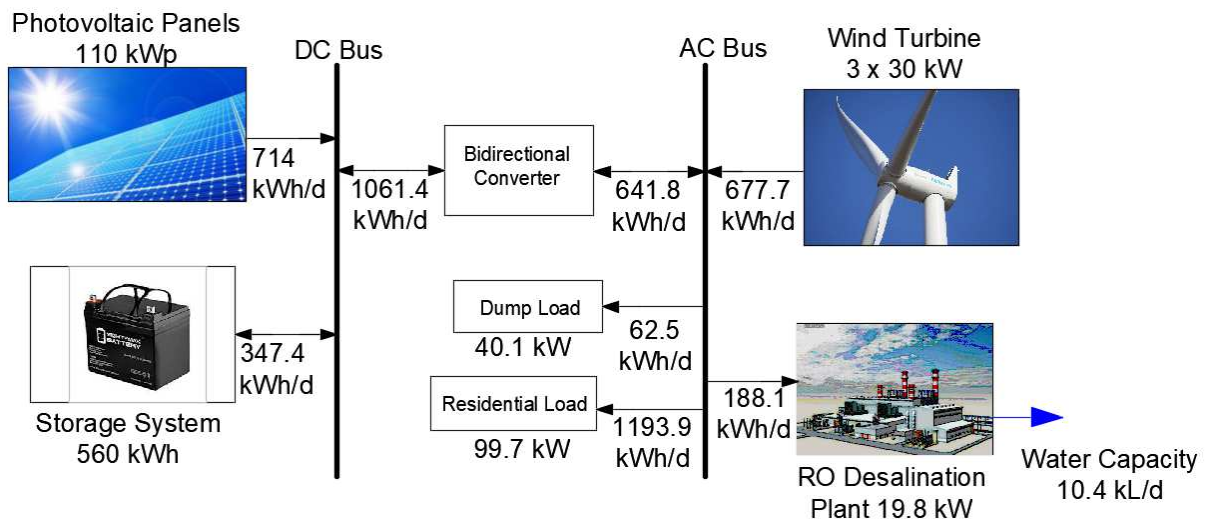 Photovoltaic Panels
110 kWp
DC Bus
AC Bus
Wind Turbine
3 x 30 kW
714
kWh/d
1061.4
kWh/d
Bidirectional
Converter
641.8
kWh/d
677.7
kWh/d
347.4
kWh/d
Storage System
560 kWh
Dump Load
40.1 kW
62.5
kWh/d
Residential Load
99.7 kW
1193.9
kWh/d
188.1
kWh/d
RO Desalination
Plant 19.8 kW
Water Capacity
10.4 kL/d